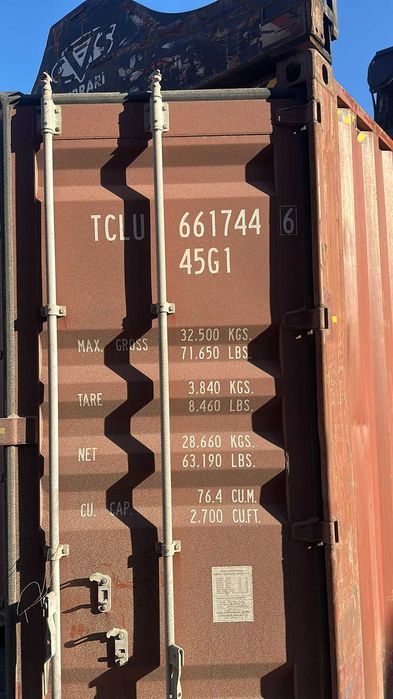 TCLU 661744 6
45G1
MAX. GROSS 32.500 KGS.
71.650 LBS.
TARE 3.840 KGS.
8.460 LBS.
NET 28.660 KGS.
63.190 LBS.
CU. CAP. 76.4 CU.M.
2.700 CU.FT.